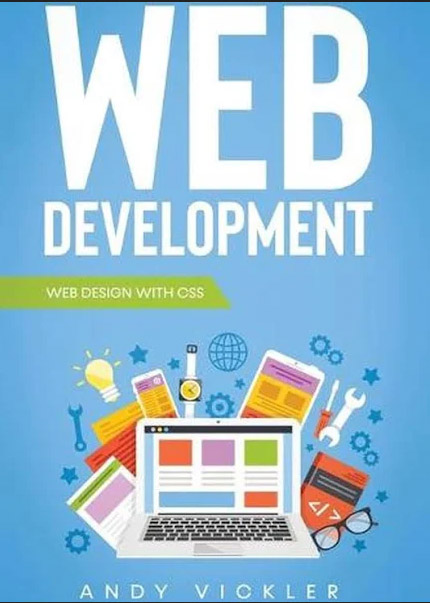 WEB
DEVELOPMENT
WEB DESIGN WITH CSS
</>
ANDY VICKLER